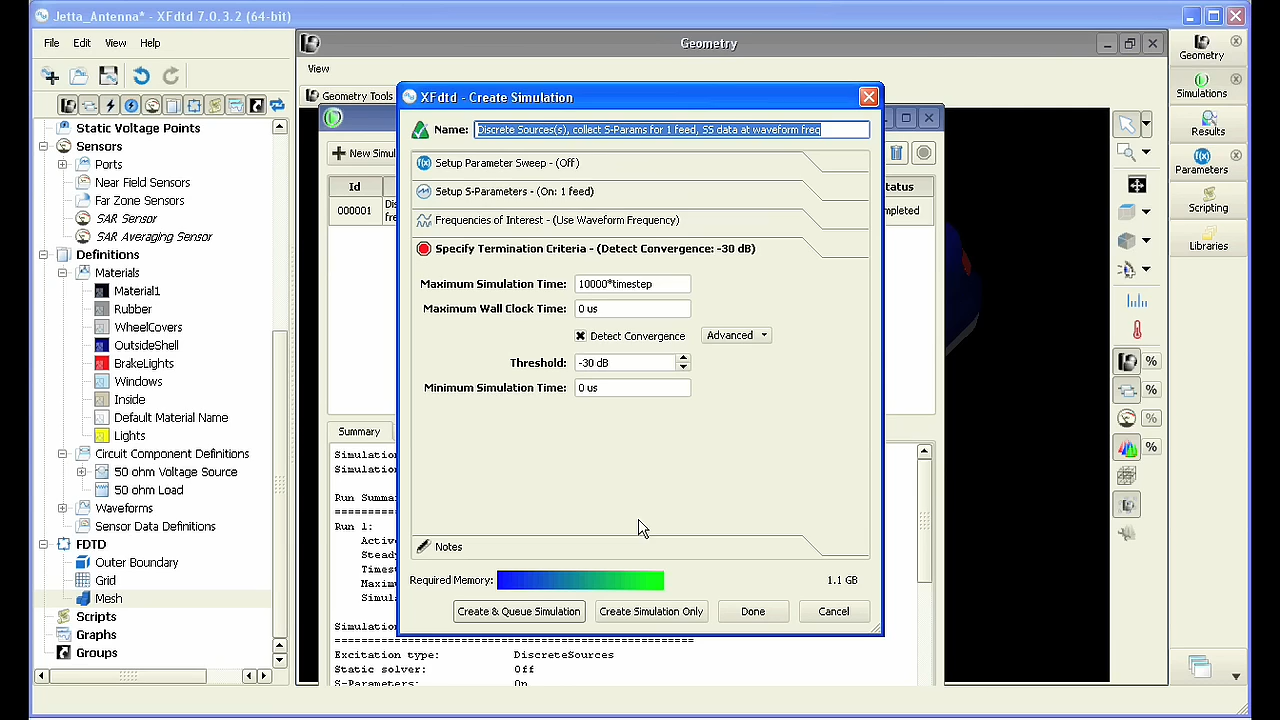 Jetta_Antenna* - XFdtd 7.0.3.2 (64-bit)
File Edit View Help
Geometry
View
Geometry Tools
Static Voltage Points
Sensors
Ports
Near Field Sensors
Far Zone Sensors
SAR Sensor
SAR Averaging Sensor
Definitions
Materials
Material1
Rubber
WheelCovers
OutsideShell
BrakeLights
Windows
Inside
Default Material Name
Lights
Circuit Component Definitions
50 ohm Voltage Source
50 ohm Load
Waveforms
Sensor Data Definitions
FDTD
Outer Boundary
Grid
Mesh
Scripts
Graphs
Groups
New Simu
Id
Status
000001
mpleted
Summary
Simulation
Run Summa
Run 1:
Simulatio
Excitation type: DiscreteSources
Static solver: Off
S-Parameters: On
XFdtd - Create Simulation
Name: Discrete Sources(s), collect S-Params for 1 feed, SS data at waveform freq
Setup Parameter Sweep - (Off)
Setup S-Parameters - (On: 1 feed)
Frequencies of Interest - (Use Waveform Frequency)
Specify Termination Criteria - (Detect Convergence: -30 dB)
Maximum Simulation Time: 10000*timestep
Maximum Wall Clock Time: 0 us
Detect Convergence Advanced
Threshold: -30 dB
Minimum Simulation Time: 0 us
Notes
Required Memory: 1.1 GB
Create & Queue Simulation Create Simulation Only Done Cancel
%
%
%
%
Geometry
Simulations
Results
Parameters
Scripting
Libraries